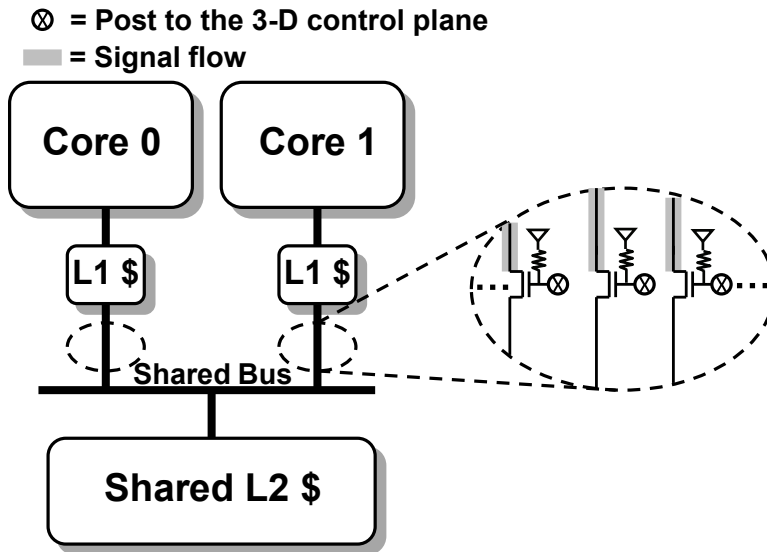 = Post to the 3-D control plane
= Signal flow
Core 0
Core 1
L1 $
L1 $
Shared Bus
Shared L2 $